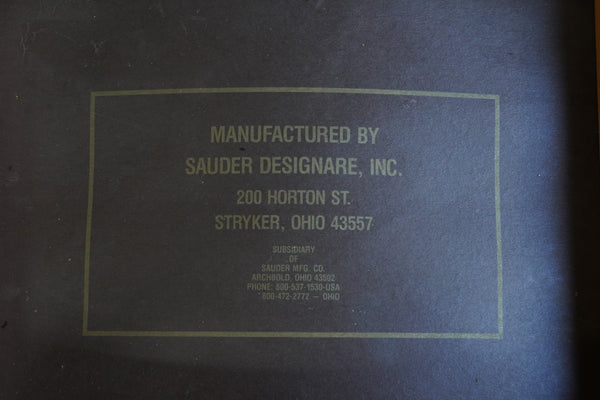 MANUFACTURED BY
SAUDER DESIGNARE, INC.
200 HORTON ST.
STRYKER, OHIO 43557
SUBSIDIARY
OF
SAUDER MFG. CO.
ARCHBOLD, OHIO 43502
PHONE: 800-537-1530-USA
800-472-2772 — OHIO